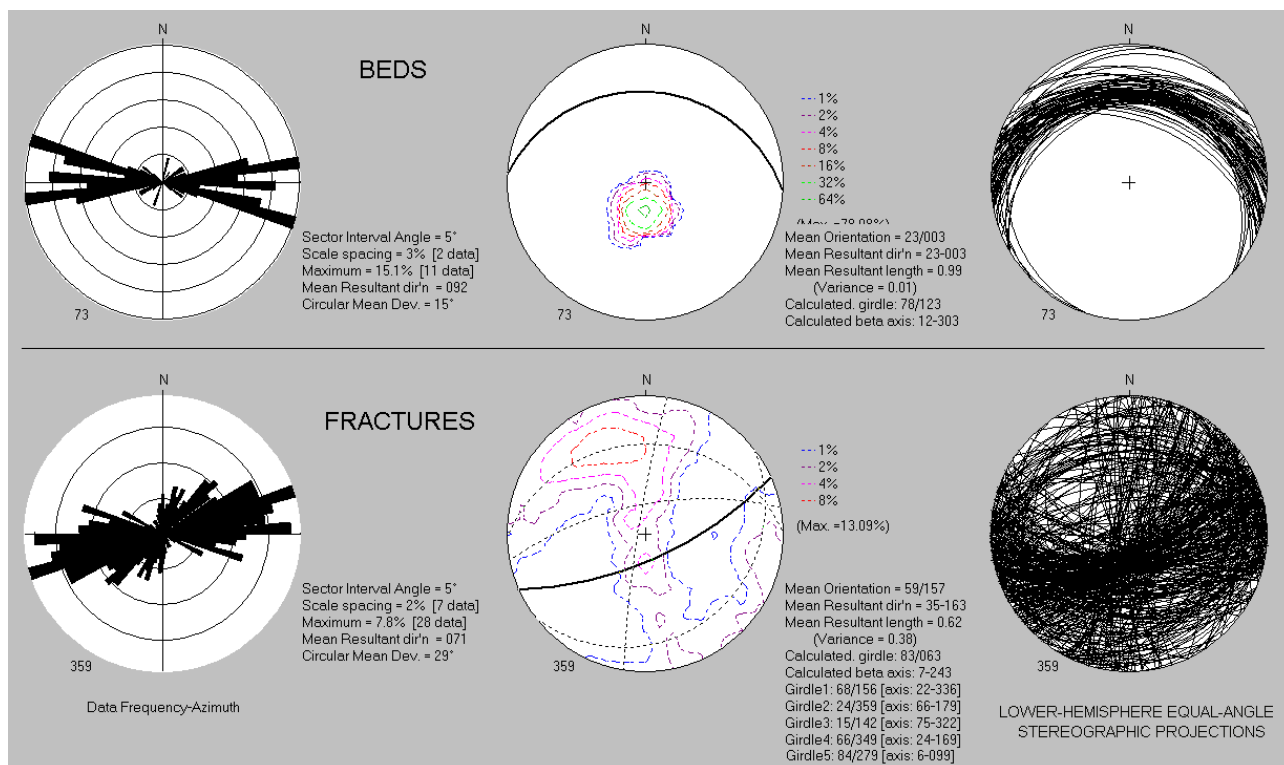 N
BEDS
Sector Interval Angle = 5°
Scale spacing = 3% [2 data]
Maximum = 15.1% [11 data]
Mean Resultant dir'n = 092
Circular Mean Dev. = 15°
73
N
1%
2%
4%
8%
16%
32%
64%
(Max. =78.08%)
Mean Orientation = 23/003
Mean Resultant dir'n = 23-003
Mean Resultant length = 0.99
(Variance = 0.01)
Calculated. girdle: 78/123
Calculated beta axis: 12-303
73
N
73
N
FRACTURES
Sector Interval Angle = 5°
Scale spacing = 2% [7 data]
Maximum = 7.8% [28 data]
Mean Resultant dir'n = 071
Circular Mean Dev. = 29°
359
Data Frequency-Azimuth
N
1%
2%
4%
8%
(Max. =13.09%)
Mean Orientation = 59/157
Mean Resultant dir'n = 35-163
Mean Resultant length = 0.62
(Variance = 0.38)
Calculated. girdle: 83/063
Calculated beta axis: 7-243
Girdle1: 68/156 [axis: 22-336]
Girdle2: 24/359 [axis: 66-179]
Girdle3: 15/142 [axis: 75-322]
Girdle4: 66/349 [axis: 24-169]
Girdle5: 84/279 [axis: 6-099]
359
N
359
LOWER-HEMISPHERE EQUAL-ANGLE
STEREOGRAPHIC PROJECTIONS